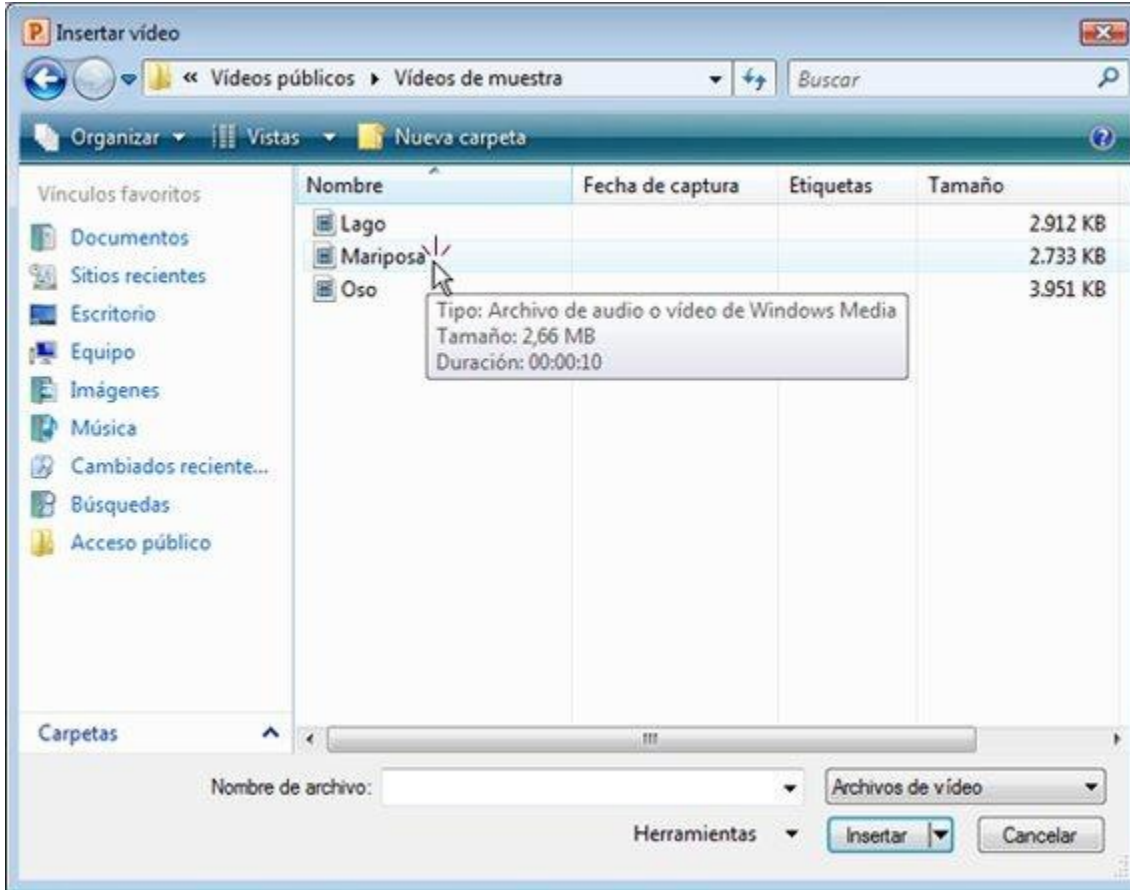 Insertar vídeo
« Vídeos públicos ▸ Vídeos de muestra
Buscar
Organizar Vistas Nueva carpeta
Vínculos favoritos
Documentos
Sitios recientes
Escritorio
Equipo
Imágenes
Música
Cambiados reciente...
Búsquedas
Acceso público
Carpetas
Nombre Fecha de captura Etiquetas Tamaño
Lago 2.912 KB
Mariposa 2.733 KB
Oso 3.951 KB
Tipo: Archivo de audio o vídeo de Windows Media
Tamaño: 2,66 MB
Duración: 00:00:10
Nombre de archivo: Archivos de vídeo
Herramientas Insertar Cancelar